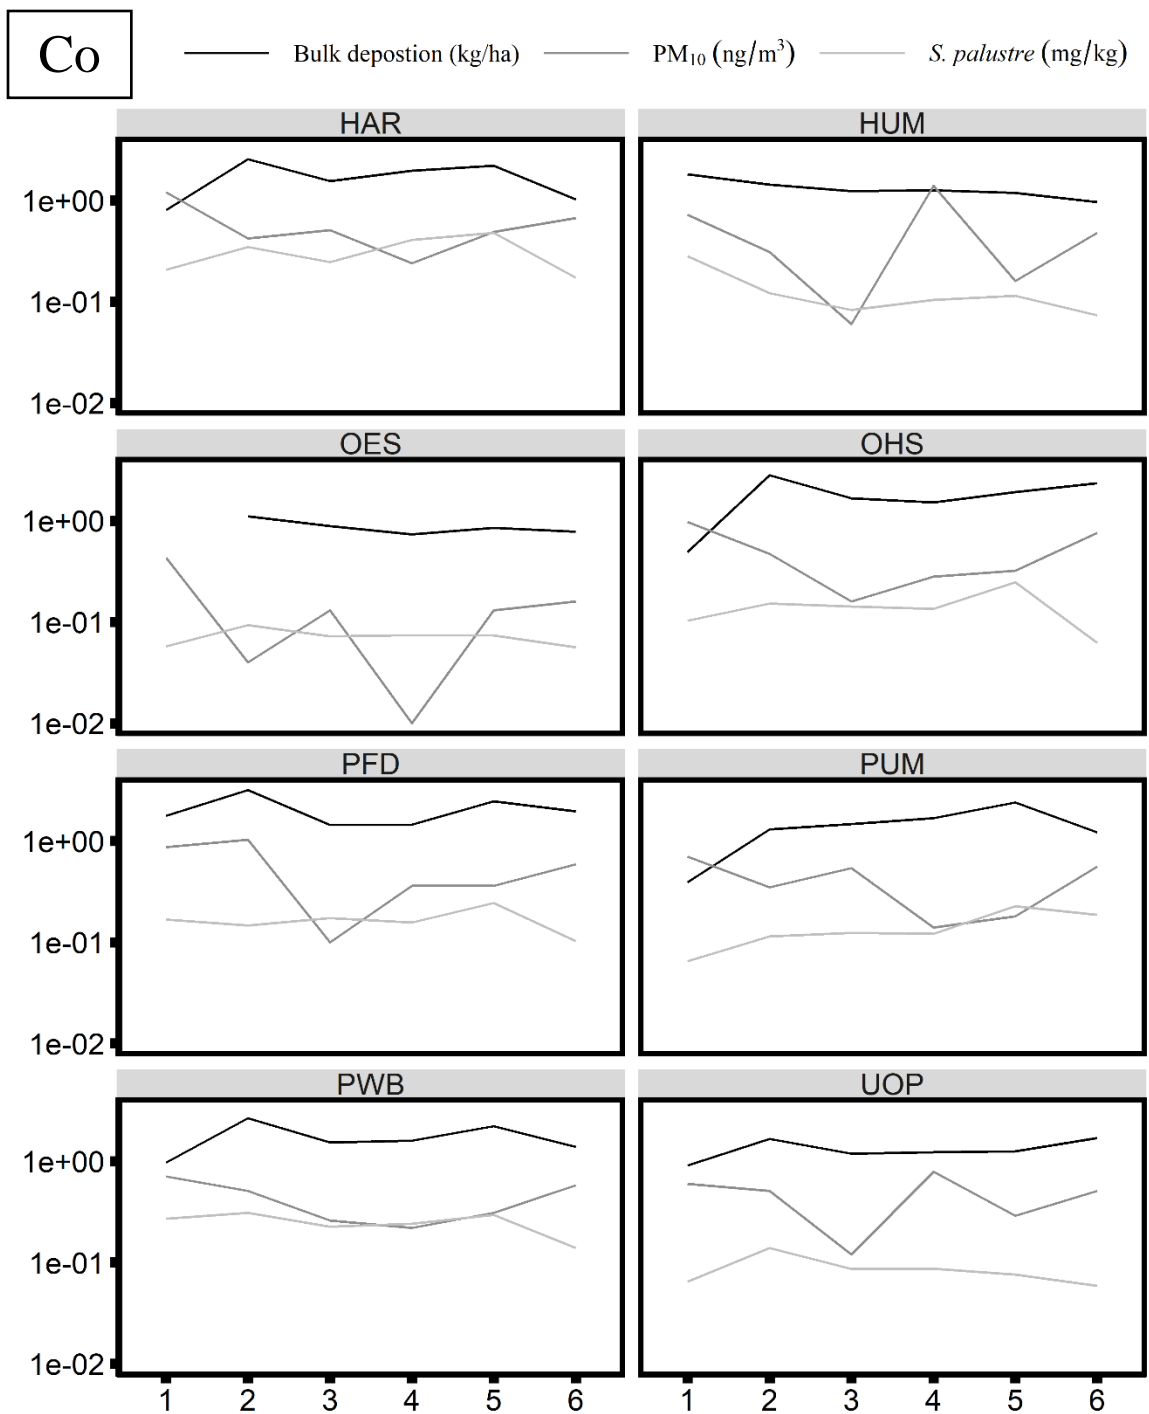 Co
Bulk depostion (kg/ha) PM₁₀ (ng/m³) S. palustre (mg/kg)
HAR HUM
1e+00
1e-01
1e-02
OES OHS
1e+00
1e-01
1e-02
PFD PUM
1e+00
1e-01
1e-02
PWB UOP
1e+00
1e-01
1e-02
1 2 3 4 5 6 1 2 3 4 5 6